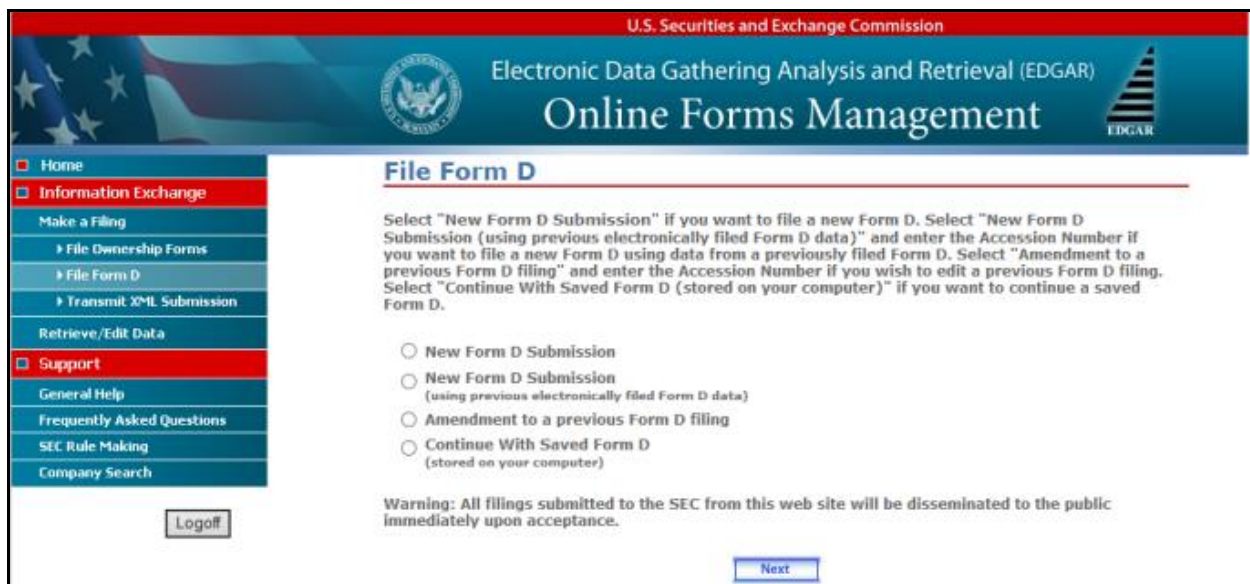 U.S. Securities and Exchange Commission
Electronic Data Gathering Analysis and Retrieval (EDGAR)
Online Forms Management
EDGAR
Home
Information Exchange
Make a Filing
File Ownership Forms
File Form D
Transmit XML Submission
Retrieve/Edit Data
Support
General Help
Frequently Asked Questions
SEC Rule Making
Company Search
Logoff
File Form D
Select "New Form D Submission" if you want to file a new Form D. Select "New Form D
Submission (using previous electronically filed Form D data)" and enter the Accession Number if
you want to file a new Form D using data from a previously filed Form D. Select "Amendment to a
previous Form D filing" and enter the Accession Number if you wish to edit a previous Form D filing.
Select "Continue With Saved Form D (stored on your computer)" if you want to continue a saved
Form D.
New Form D Submission
New Form D Submission
(using previous electronically filed Form D data)
Amendment to a previous Form D filing
Continue With Saved Form D
(stored on your computer)
Warning: All filings submitted to the SEC from this web site will be disseminated to the public
immediately upon acceptance.
Next